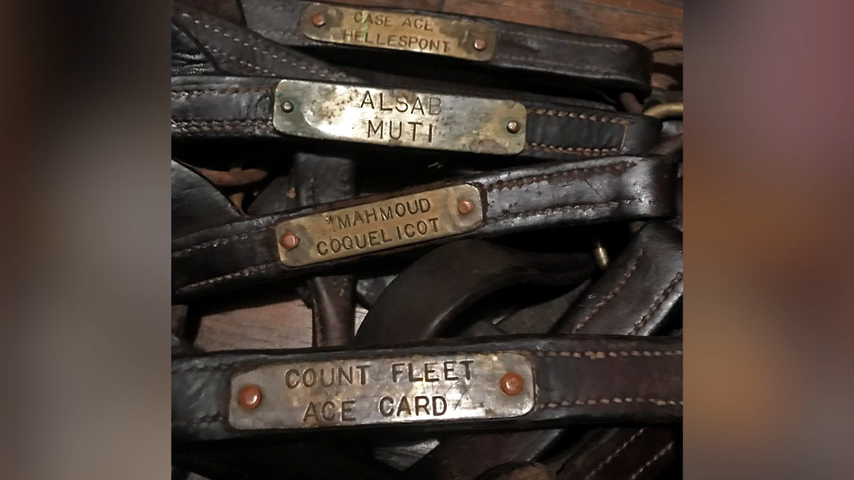 CASE ACE
HELLESPONT
ALSAB
MUTI
*MAHMOUD
COQUELICOT
COUNT FLEET
ACE CARD